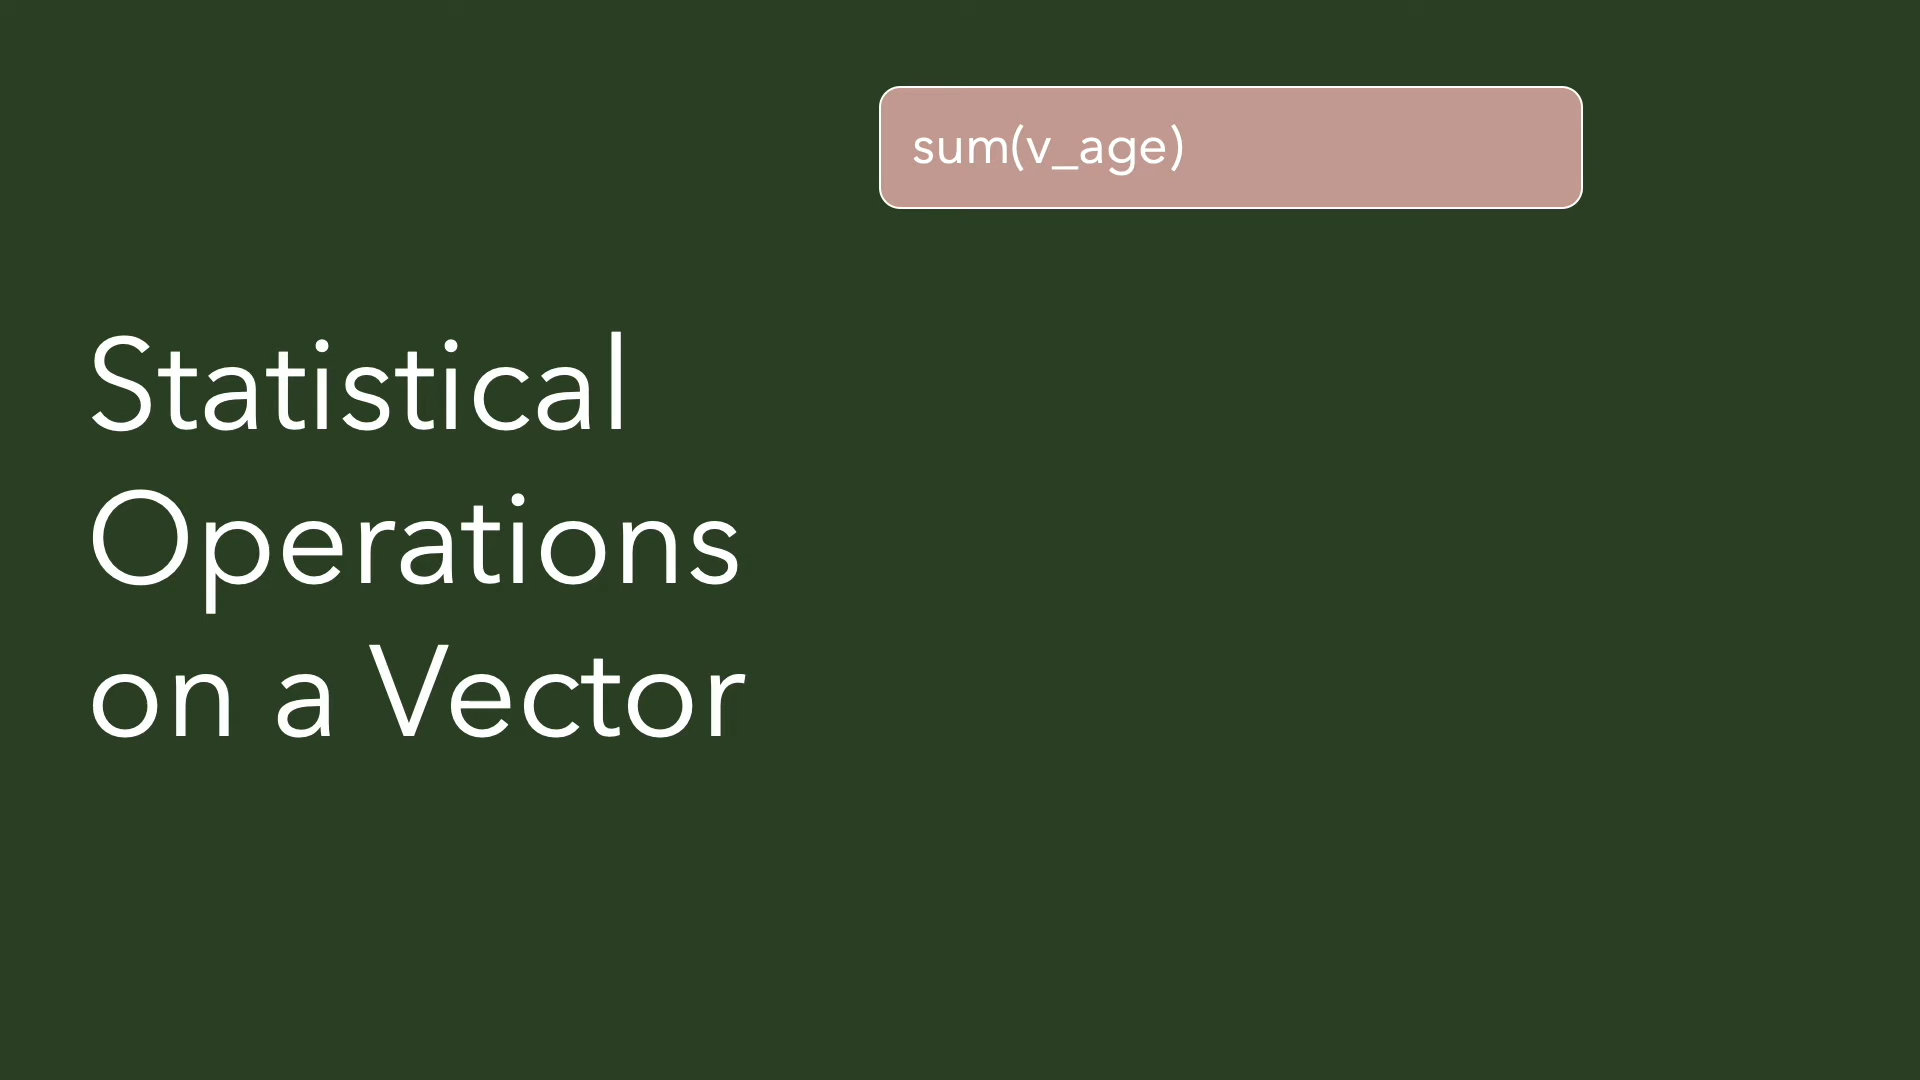 Statistical
Operations
on a Vector
sum(v_age)